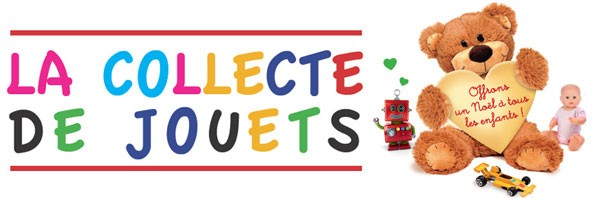 LA COLLECTE
DE JOUETS
Offrons
un Noël à tous
les enfants !